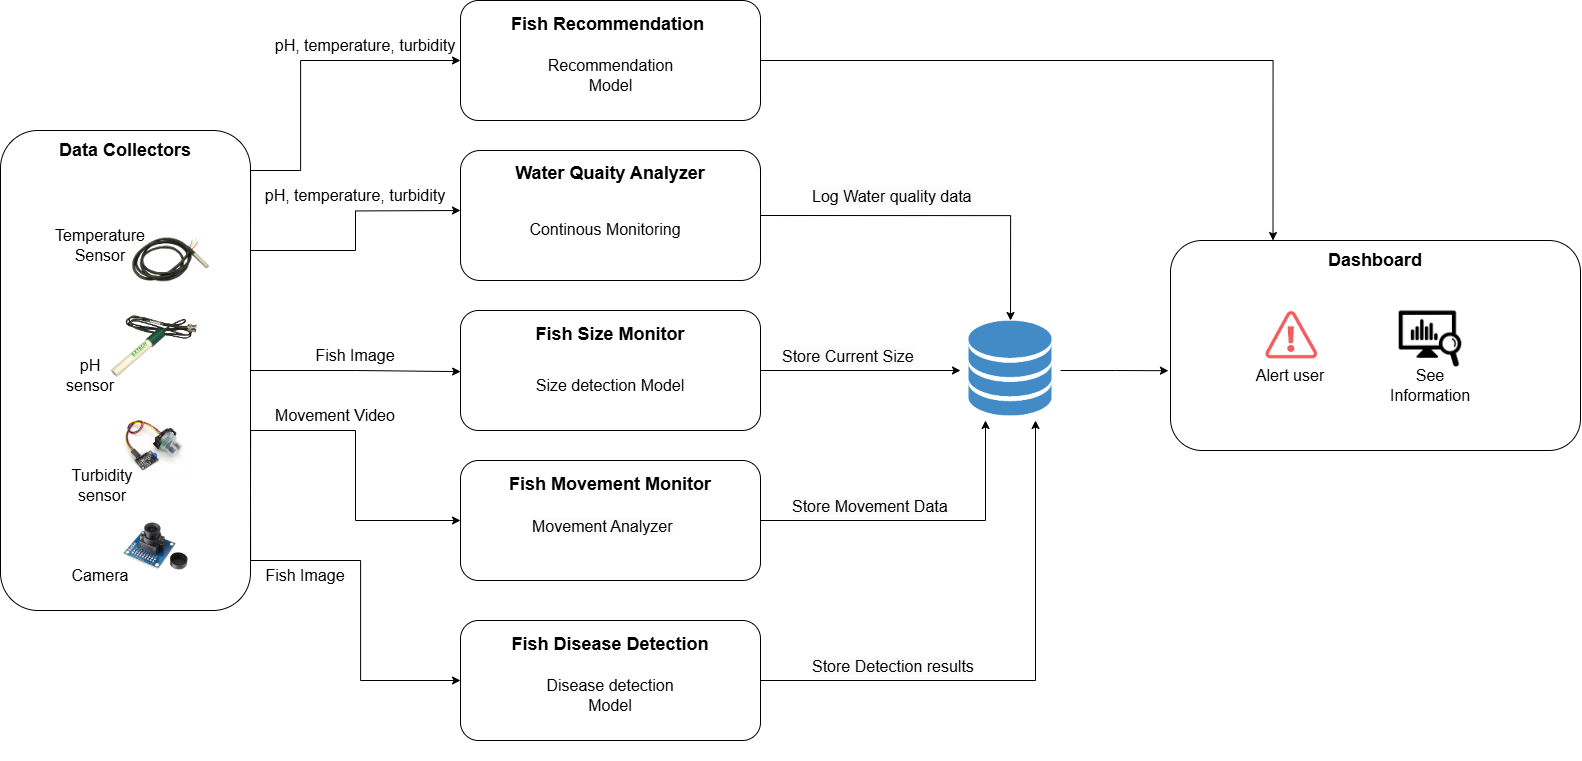 Fish Recommendation
pH, temperature, turbidity
Recommendation
Model
Data Collectors
Water Quaity Analyzer
pH, temperature, turbidity
Log Water quality data
Continous Monitoring
Temperature
Sensor
Dashboard
Fish Size Monitor
Fish Image
Store Current Size
pH
sensor
Size detection Model
Alert user
See
Information
Movement Video
Turbidity
sensor
Fish Movement Monitor
Store Movement Data
Movement Analyzer
Camera
Fish Image
Fish Disease Detection
Store Detection results
Disease detection
Model